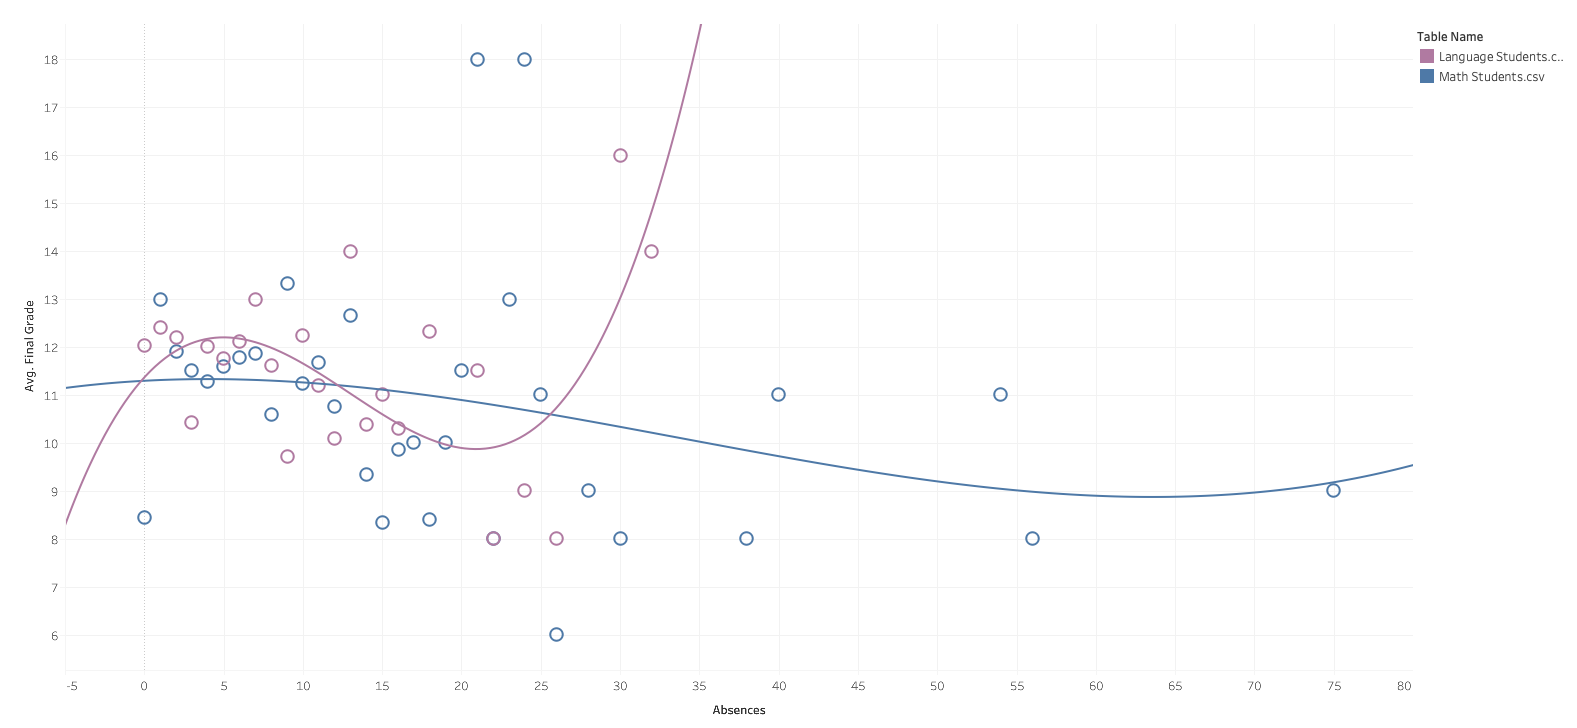 Table Name
Language Students.c..
Math Students.csv
18
17
16
15
14
13
12
11
10
9
8
7
6
Avg. Final Grade
-5 0 5 10 15 20 25 30 35 40 45 50 55 60 65 70 75 80
Absences